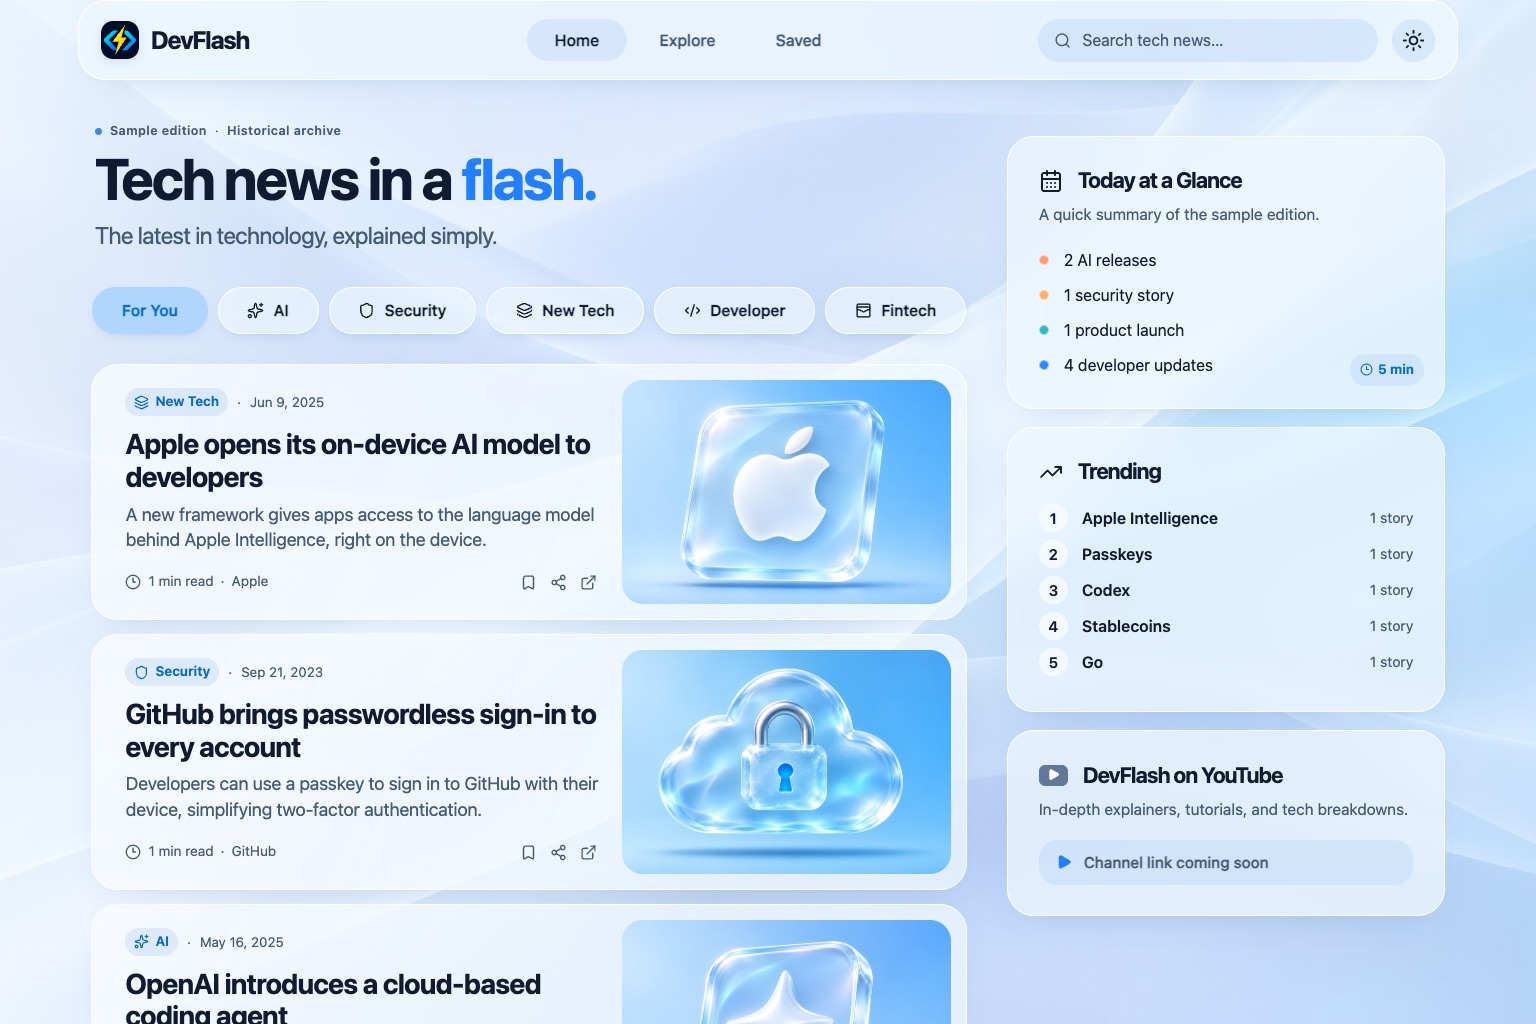 DevFlash
Home
Explore
Saved
Search tech news...
Sample edition · Historical archive
Tech news in a flash.
The latest in technology, explained simply.
For You
AI
Security
New Tech
Developer
Fintech
New Tech · Jun 9, 2025
Apple opens its on-device AI model to
developers
A new framework gives apps access to the language model
behind Apple Intelligence, right on the device.
1 min read · Apple
Security · Sep 21, 2023
GitHub brings passwordless sign-in to
every account
Developers can use a passkey to sign in to GitHub with their
device, simplifying two-factor authentication.
1 min read · GitHub
AI · May 16, 2025
OpenAI introduces a cloud-based
coding agent
Today at a Glance
A quick summary of the sample edition.
2 AI releases
1 security story
1 product launch
4 developer updates
5 min
Trending
1 Apple Intelligence 1 story
2 Passkeys 1 story
3 Codex 1 story
4 Stablecoins 1 story
5 Go 1 story
DevFlash on YouTube
In-depth explainers, tutorials, and tech breakdowns.
Channel link coming soon